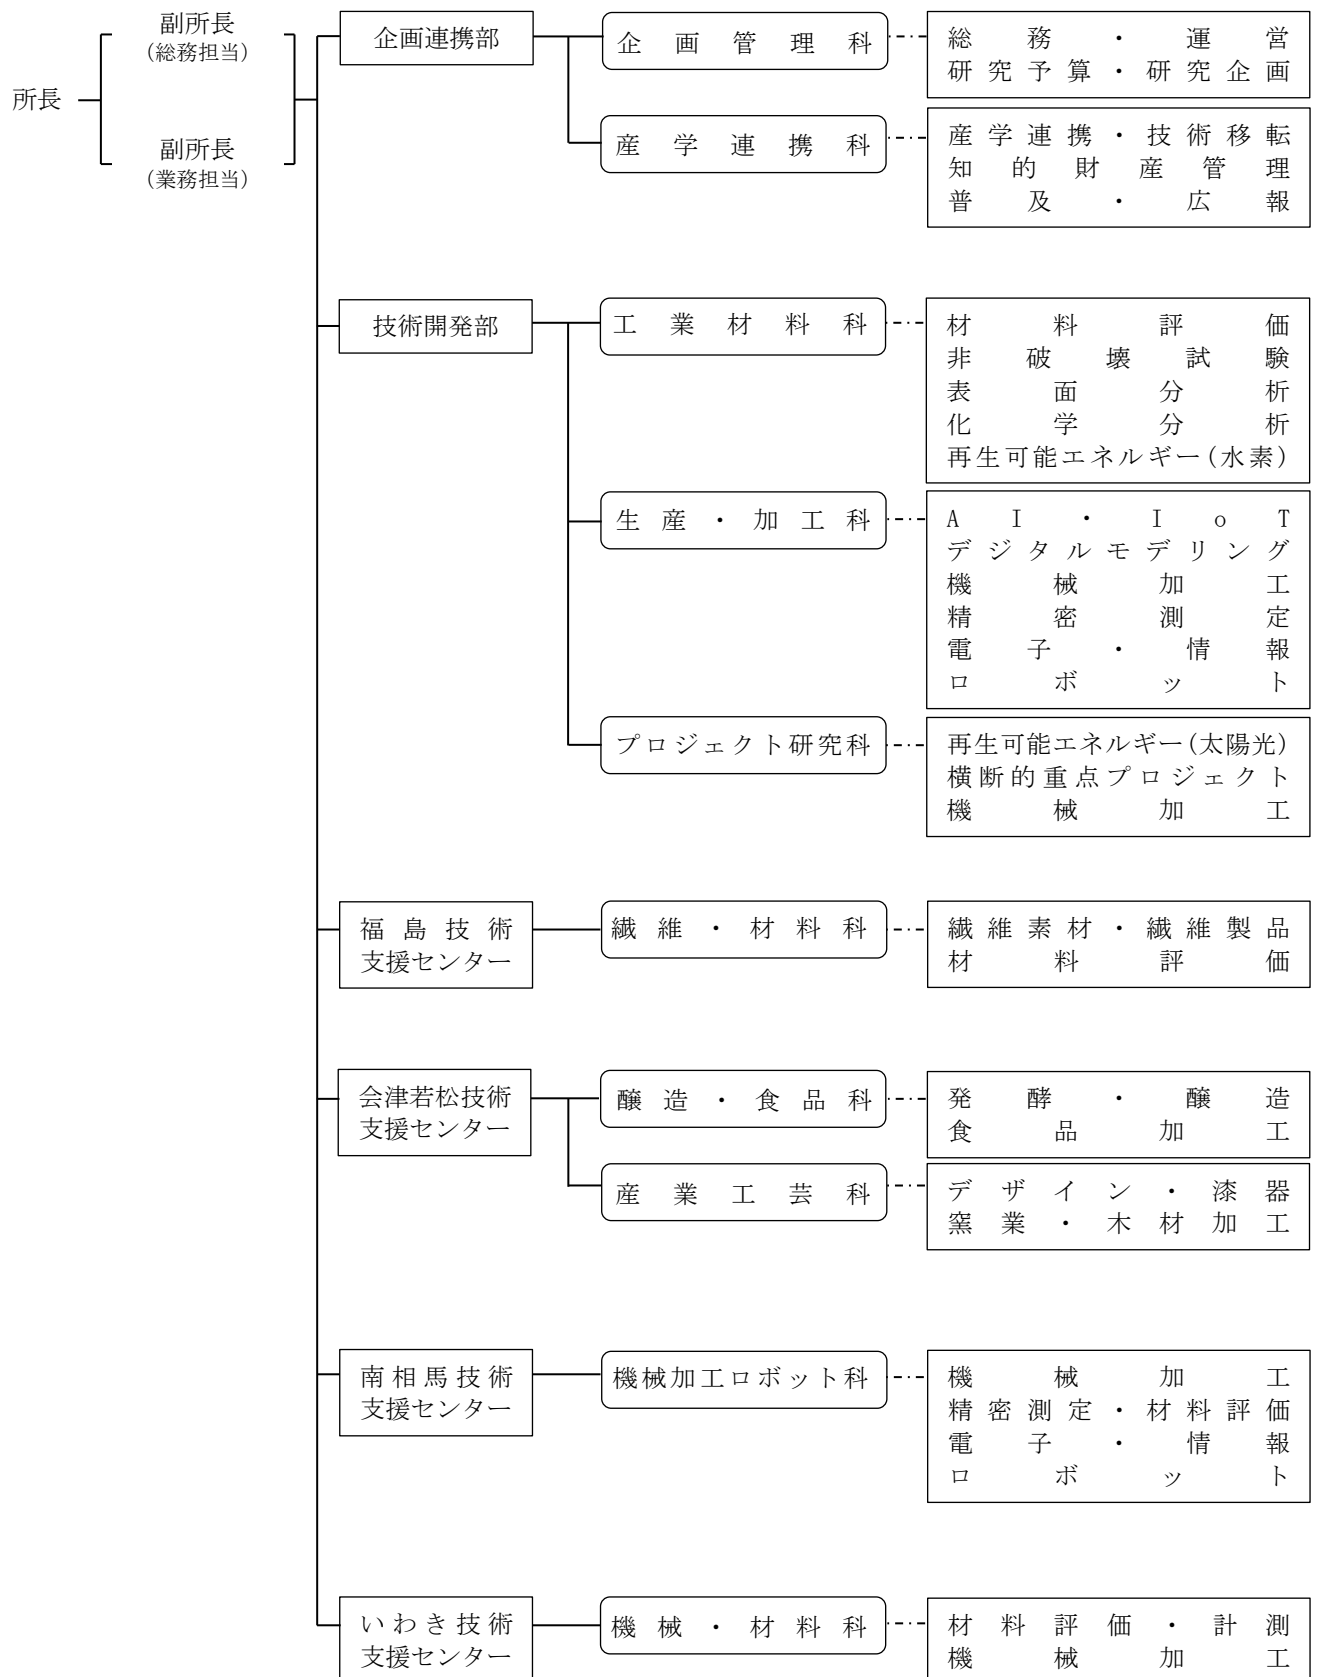 所長
副所長
(総務担当)
副所長
(業務担当)
企画連携部
企画管理科
総務・運営
研究予算・研究企画
産学連携科
産学連携・技術移転
知的財産管理
普及・広報
技術開発部
工業材料科
材料評価
非破壊試験
表面分析
化学分析
再生可能エネルギー(水素)
生産・加工科
AI・IoT
デジタルモデリング
機械加工
精密測定
電子・情報
ロボット
プロジェクト研究科
再生可能エネルギー(太陽光)
横断的重点プロジェクト
機械加工
福島技術
支援センター
繊維・材料科
繊維素材・繊維製品
材料評価
会津若松技術
支援センター
醸造・食品科
発酵・醸造
食品加工
産業工芸科
デザイン・漆器
窯業・木材加工
南相馬技術
支援センター
機械加工ロボット科
機械加工
精密測定・材料評価
電子・情報
ロボット
いわき技術
支援センター
機械・材料科
材料評価・計測
機械加工